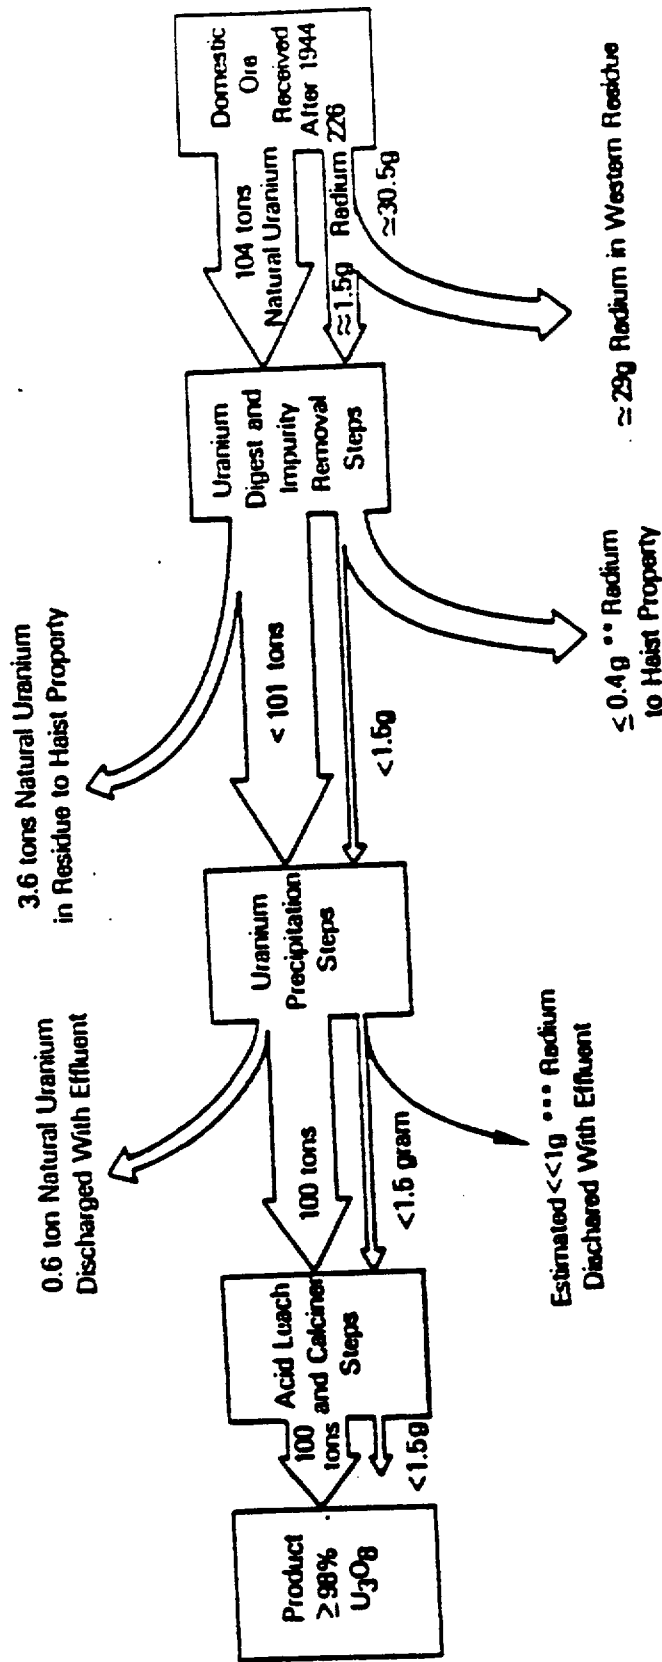 Domestic
Ore
Received
After 1944
104 tons
Natural Uranium
Radium 226
≃30.5g
≃1.5g
≃29g Radium in Western Residue
Uranium
Digest and
Impurity
Removal
Steps
3.6 tons Natural Uranium
in Residue to Haist Property
< 101 tons
<1.5g
≤ 0.4g ** Radium
to Haist Property
Uranium
Precipitation
Steps
0.6 ton Natural Uranium
Discharged With Effluent
100 tons
<1.5 gram
Estimated <<1g *** Radium
Dischared With Effluent
Acid Leach
and Calciner
Steps
100
tons
<1.5g
Product
≥98%
U₃O₈